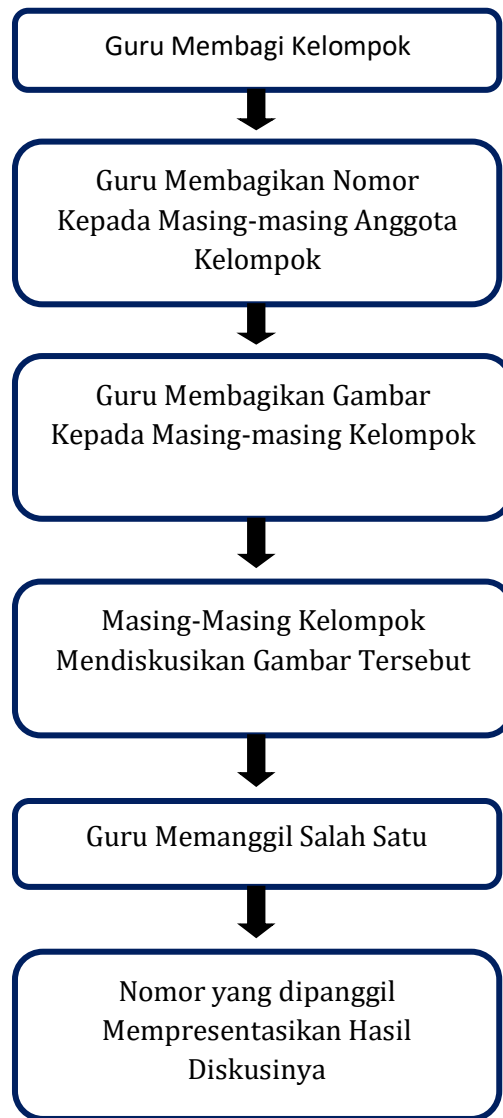 Guru Membagi Kelompok
Guru Membagikan Nomor
Kepada Masing-masing Anggota
Kelompok
Guru Membagikan Gambar
Kepada Masing-masing Kelompok
Masing-Masing Kelompok
Mendiskusikan Gambar Tersebut
Guru Memanggil Salah Satu
Nomor yang dipanggil
Mempresentasikan Hasil
Diskusinya